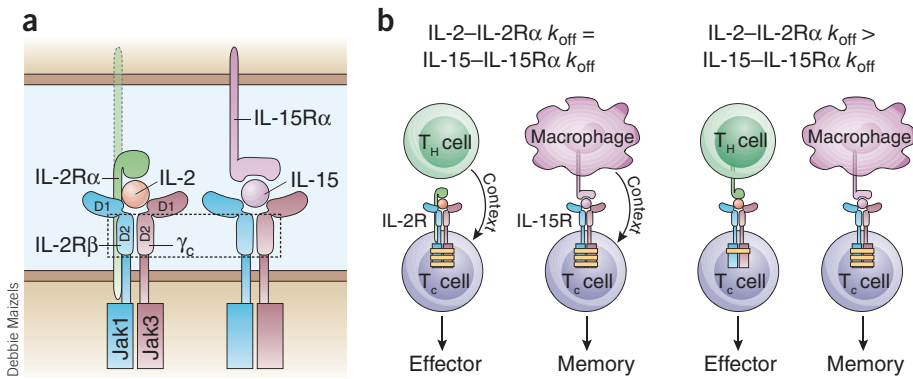 a
IL-15Rα
IL-2Rα
IL-2
IL-15
D1
D1
IL-2Rβ
D2
D2
γc
Jak1
Jak3
Debbie Maizels
b
IL-2–IL-2Rα koff =
IL-15–IL-15Rα koff
IL-2–IL-2Rα koff >
IL-15–IL-15Rα koff
TH cell
Macrophage
TH cell
Macrophage
Context
Context
IL-2R
IL-15R
Tc cell
Tc cell
Tc cell
Tc cell
Effector
Memory
Effector
Memory